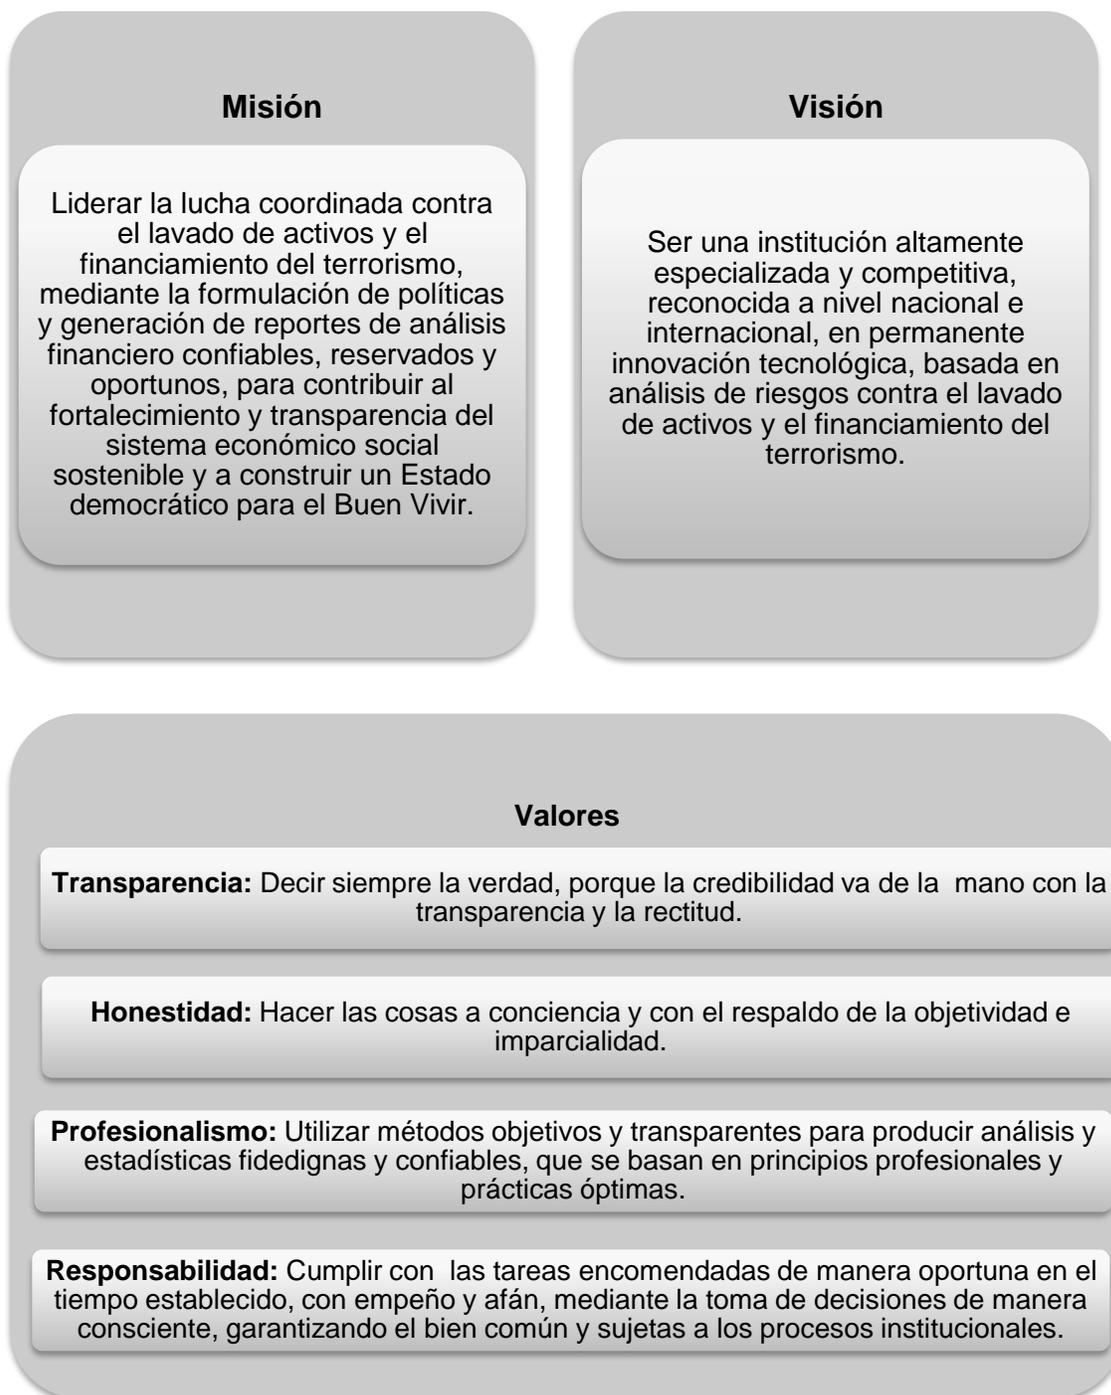 Misión
Liderar la lucha coordinada contra
el lavado de activos y el
financiamiento del terrorismo,
mediante la formulación de políticas
y generación de reportes de análisis
financiero confiables, reservados y
oportunos, para contribuir al
fortalecimiento y transparencia del
sistema económico social
sostenible y a construir un Estado
democrático para el Buen Vivir.
Visión
Ser una institución altamente
especializada y competitiva,
reconocida a nivel nacional e
internacional, en permanente
innovación tecnológica, basada en
análisis de riesgos contra el lavado
de activos y el financiamiento del
terrorismo.
Valores
Transparencia: Decir siempre la verdad, porque la credibilidad va de la  mano con la
transparencia y la rectitud.
Honestidad: Hacer las cosas a conciencia y con el respaldo de la objetividad e
imparcialidad.
Profesionalismo: Utilizar métodos objetivos y transparentes para producir análisis y
estadísticas fidedignas y confiables, que se basan en principios profesionales y
prácticas óptimas.
Responsabilidad: Cumplir con  las tareas encomendadas de manera oportuna en el
tiempo establecido, con empeño y afán, mediante la toma de decisiones de manera
consciente, garantizando el bien común y sujetas a los procesos institucionales.